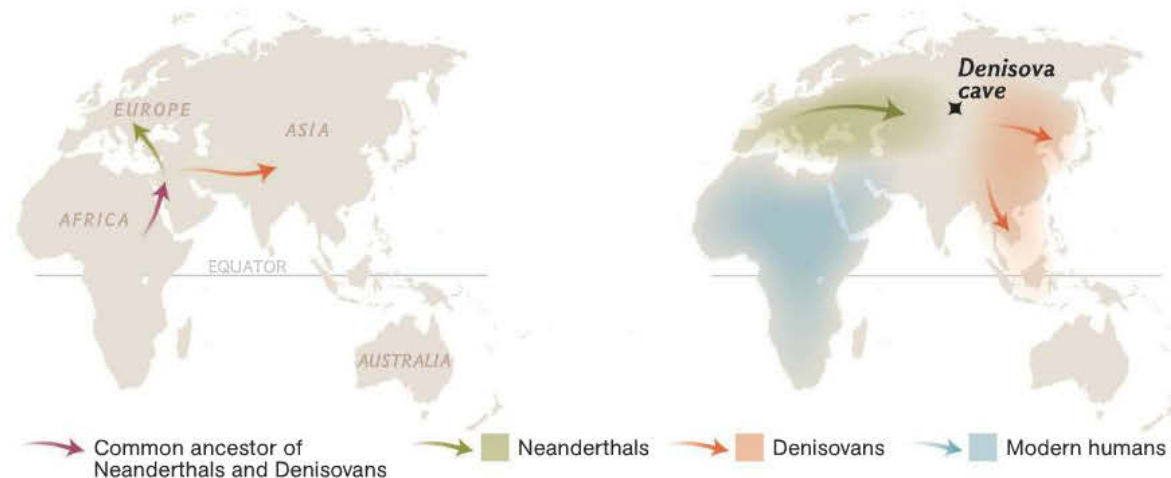 EUROPE
ASIA
AFRICA
EQUATOR
AUSTRALIA
Denisova
cave
Common ancestor of
Neanderthals and Denisovans
Neanderthals
Denisovans
Modern humans